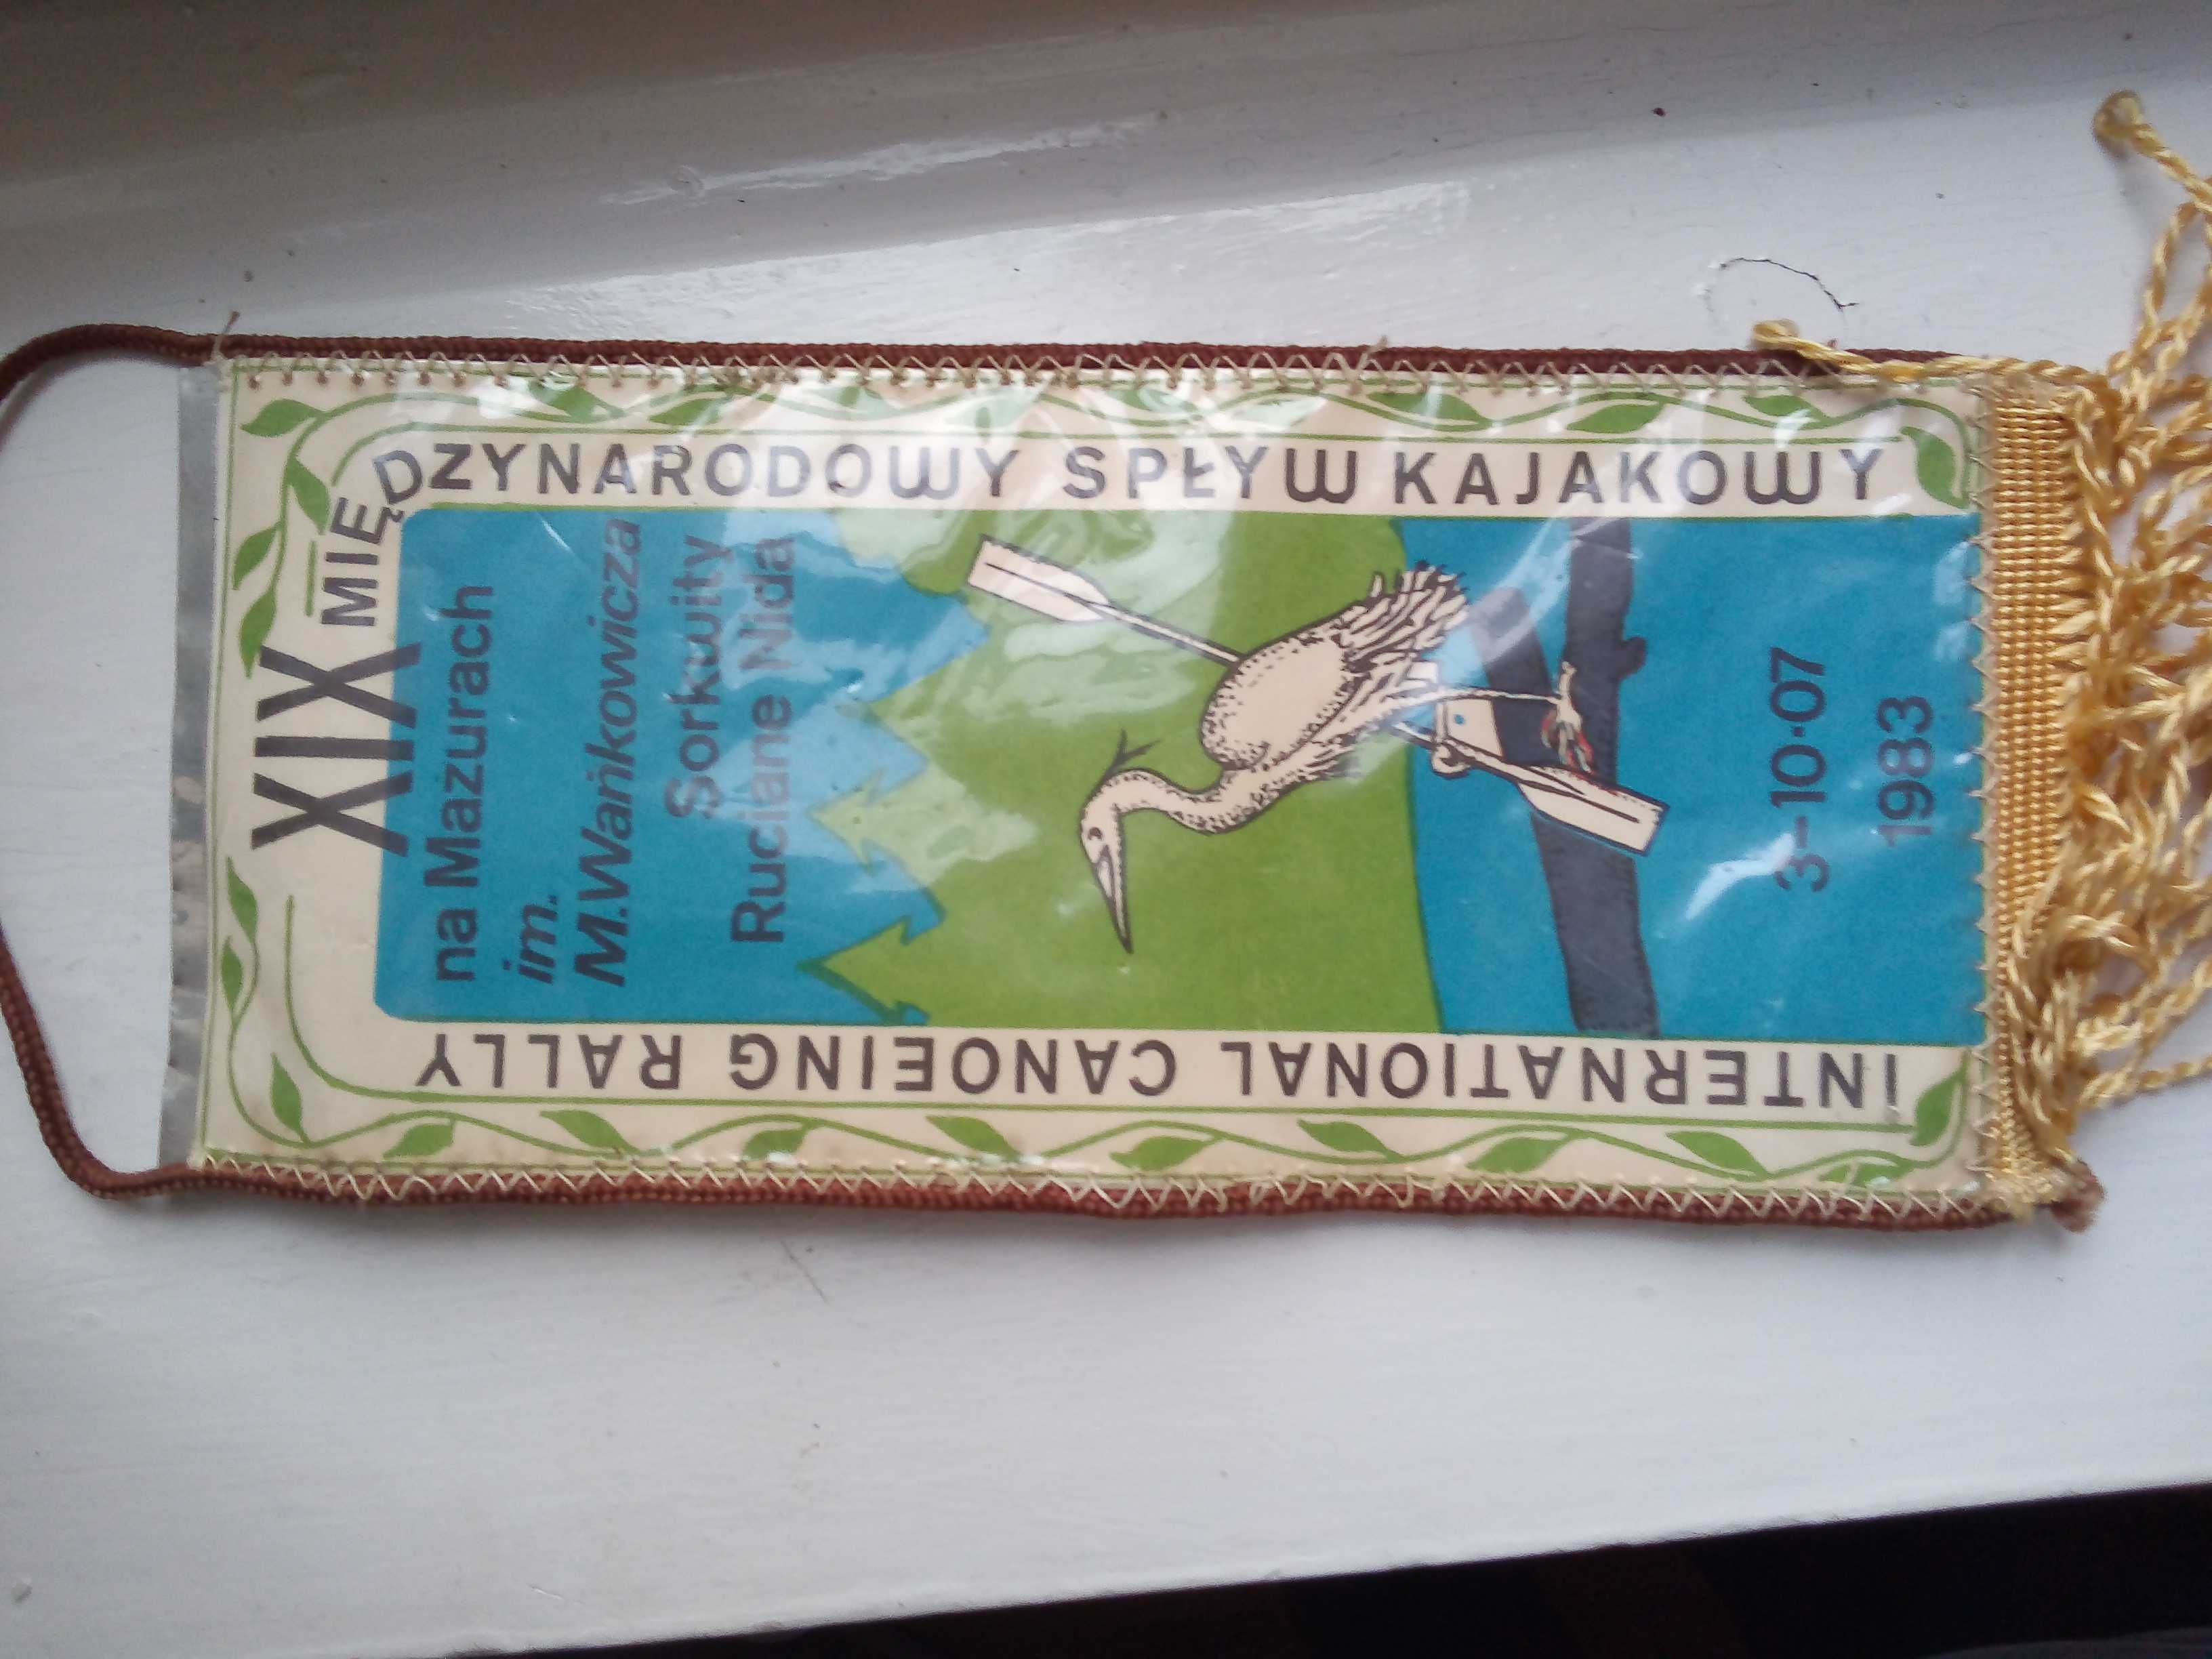 XIX
MIĘDZYNARODOWY SPŁYW KAJAKOWY
na Mazurach
im.
M.Wańkowicza
Sorkwity
Ruciane Nida
3-10·07
1983
INTERNATIONAL CANOEING RALLY